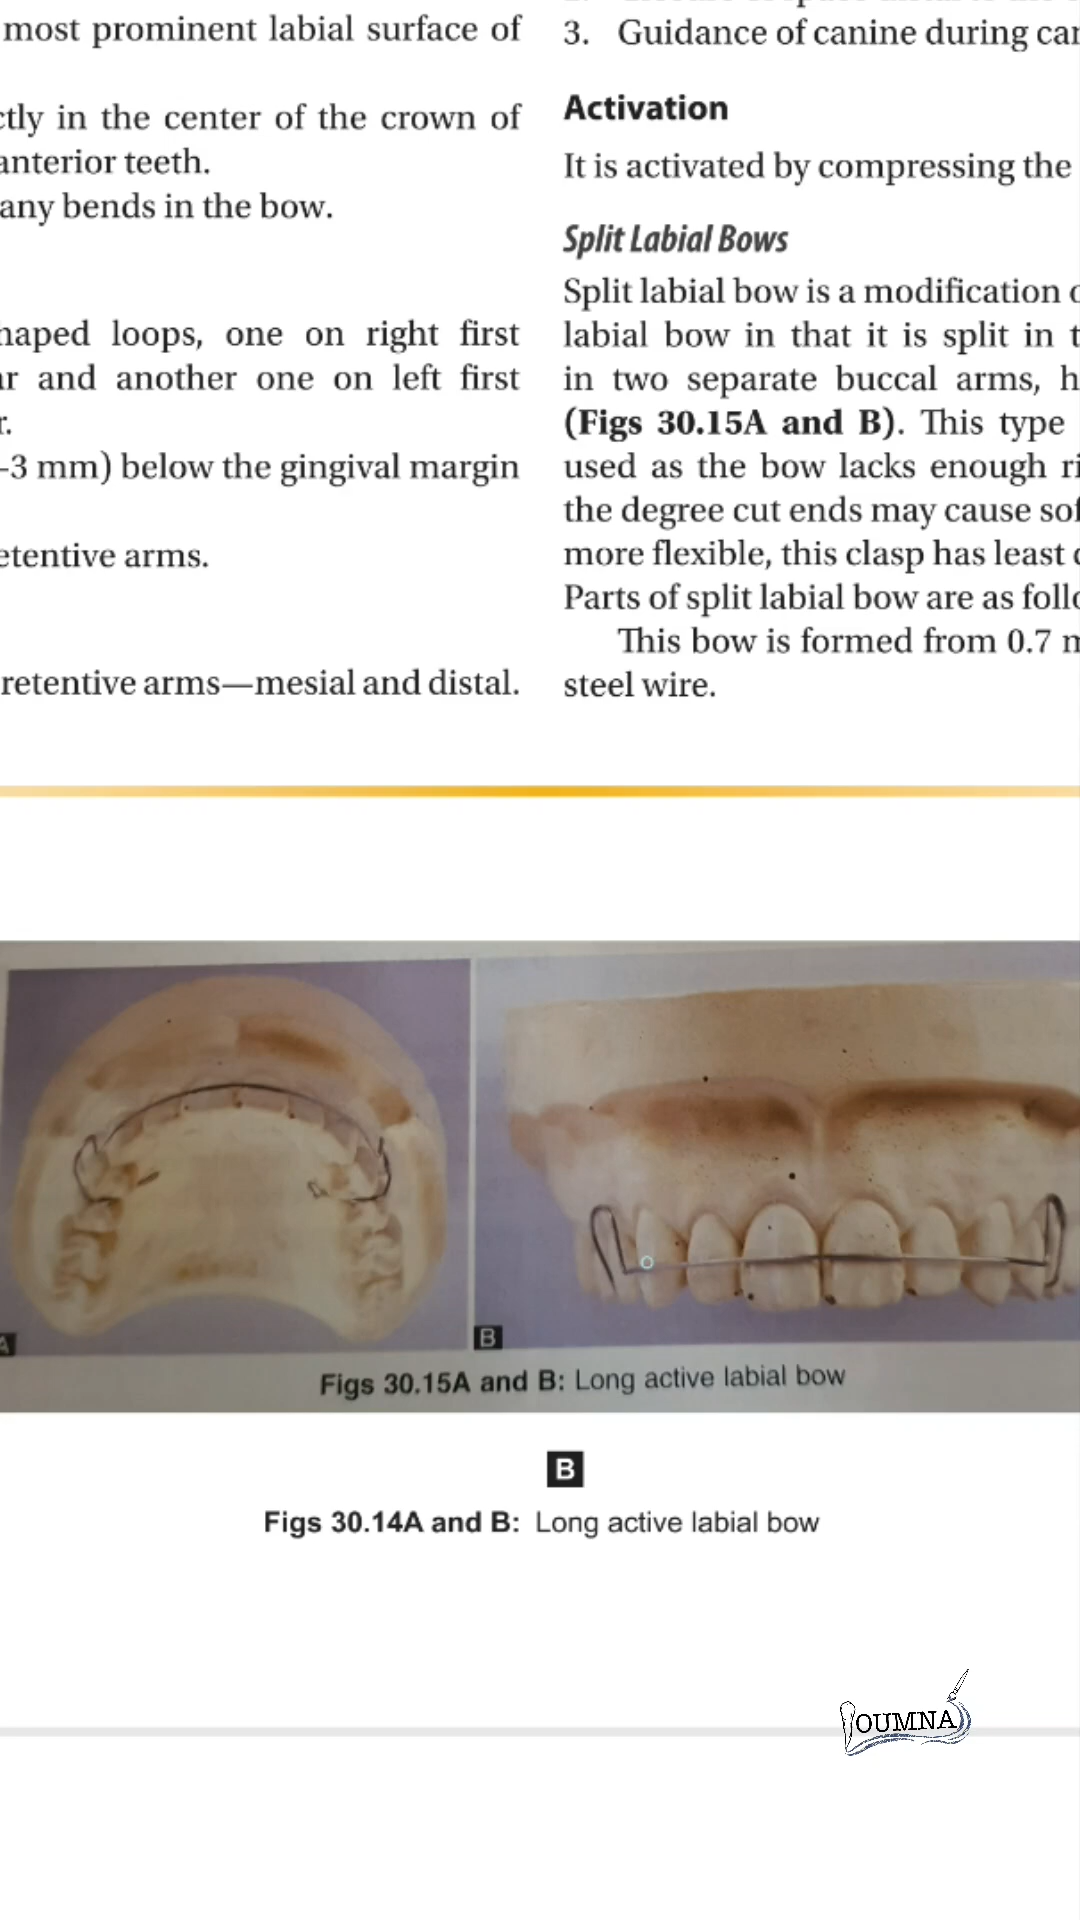 most prominent labial surface of
ctly in the center of the crown of
anterior teeth.
any bends in the bow.
haped loops, one on right first
ar and another one on left first
r.
-3 mm) below the gingival margin
etentive arms.
retentive arms—mesial and distal.
3. Guidance of canine during
Activation
It is activated by compressing the
Split Labial Bows
Split labial bow is a modification
labial bow in that it is split in
in two separate buccal arms,
(Figs 30.15A and B). This type
used as the bow lacks enough
the degree cut ends may cause
more flexible, this clasp has least
Parts of split labial bow are as
This bow is formed from 0.7
steel wire.
A
B
Figs 30.15A and B: Long active labial bow
B
Figs 30.14A and B: Long active labial bow
JOUMNA